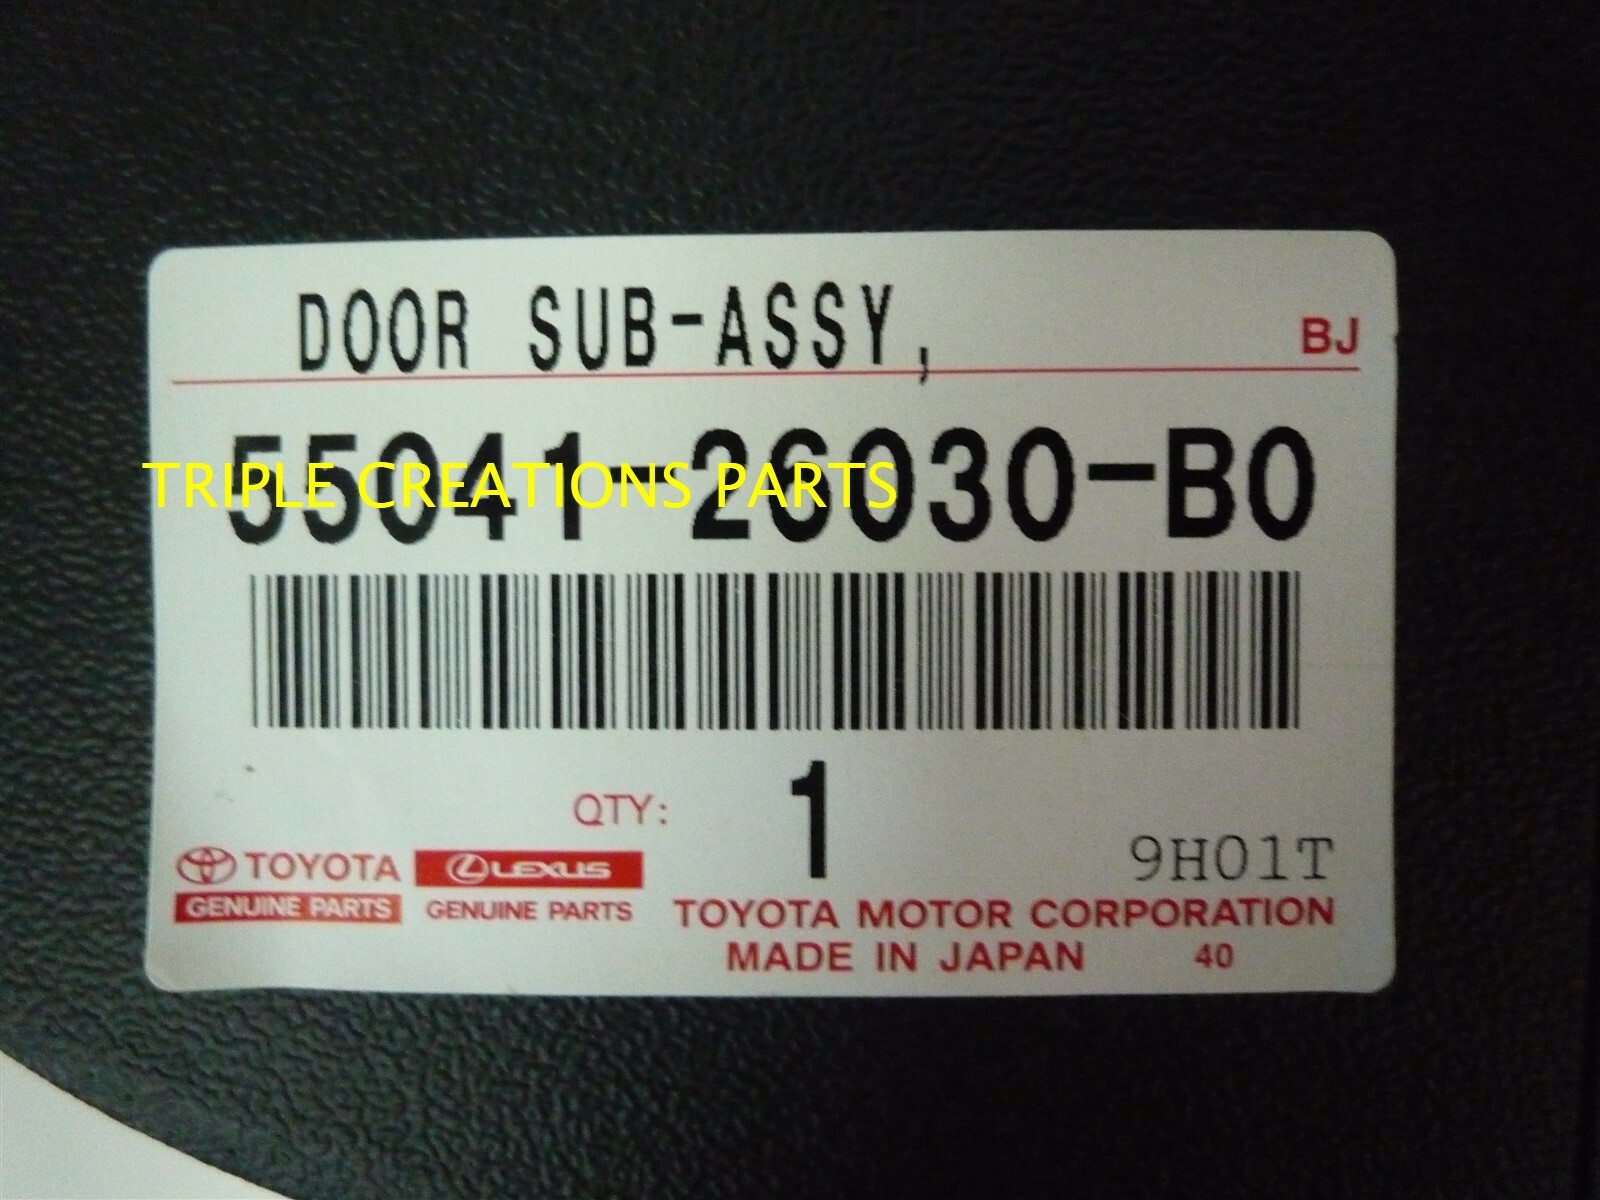 DOOR SUB-ASSY,
BJ
55041-26030-B0
TRIPLE CREATIONS PARTS
QTY: 1
9H01T
TOYOTA
GENUINE PARTS
LEXUS
GENUINE PARTS
TOYOTA MOTOR CORPORATION
MADE IN JAPAN 40